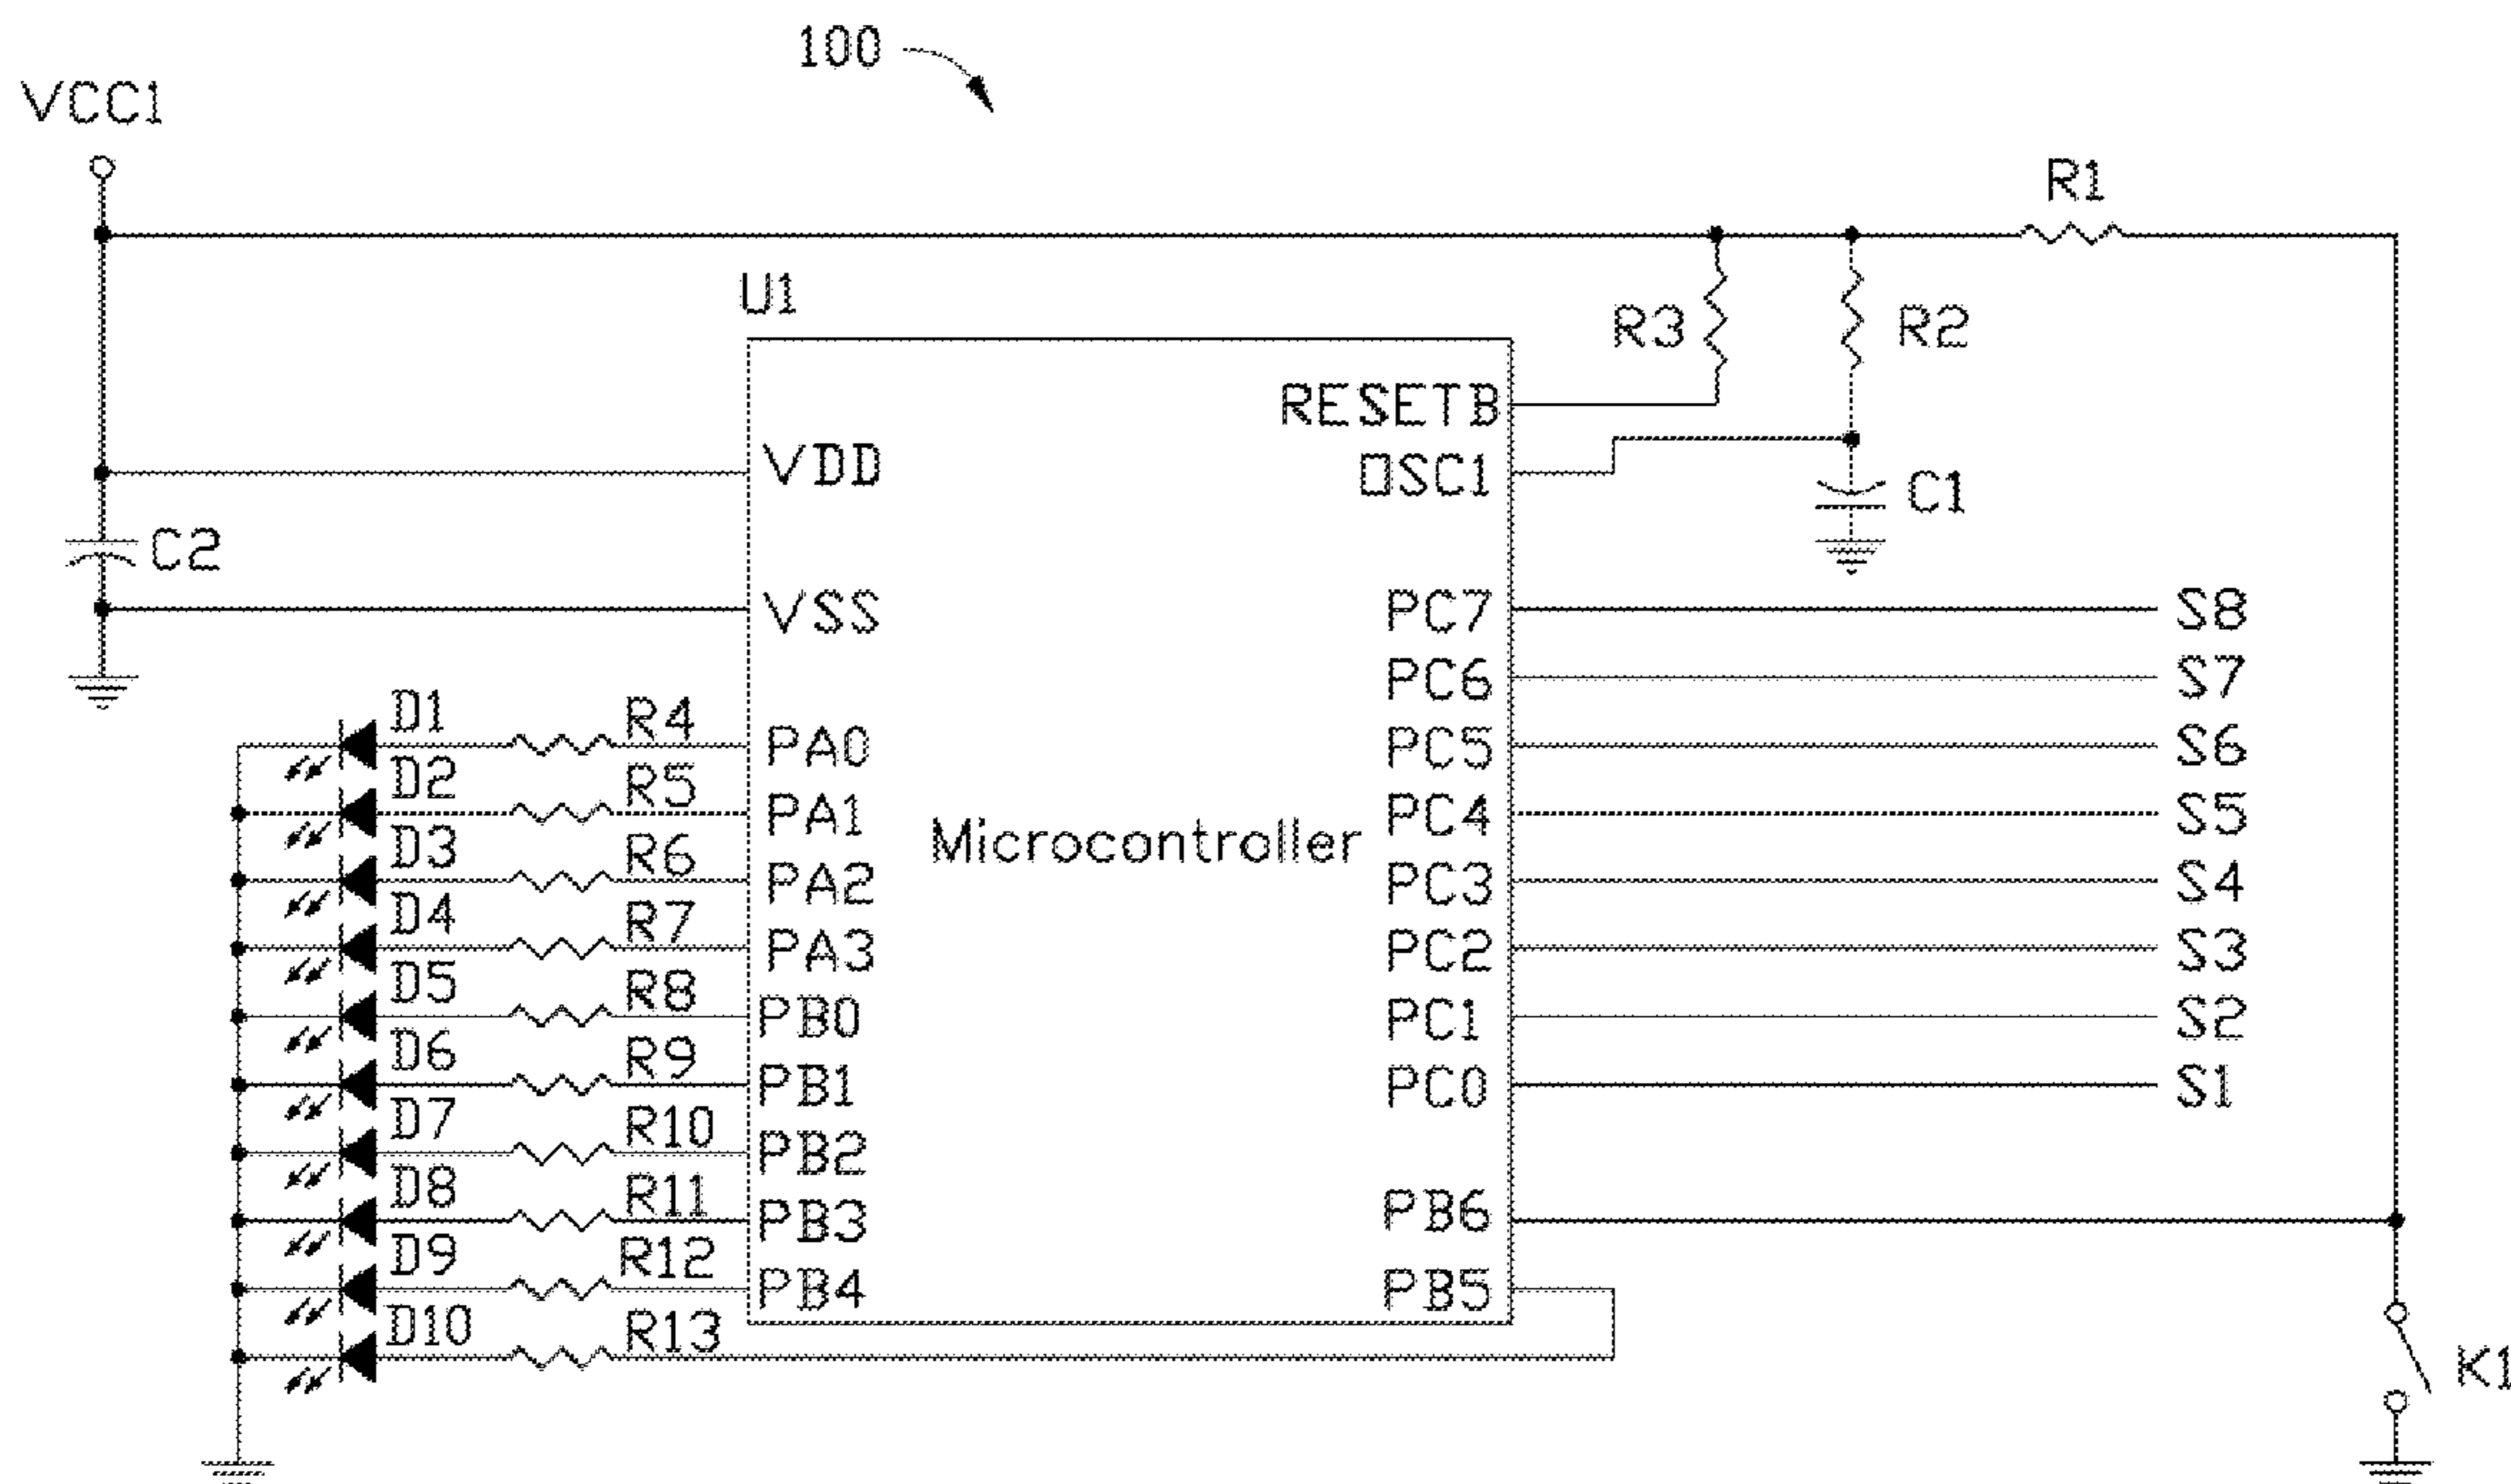 100
VCC1
R1
U1
R3
R2
RESETB
VDD
OSC1
C1
C2
VSS
PC7
S8
PC6
S7
D1
R4
PA0
PC5
S6
D2
R5
PA1
PC4
S5
Microcontroller
D3
R6
PA2
PC3
S4
D4
R7
PA3
PC2
S3
D5
R8
PB0
PC1
S2
D6
R9
PB1
PC0
S1
D7
R10
PB2
D8
R11
PB3
PB6
D9
R12
PB4
PB5
D10
R13
K1